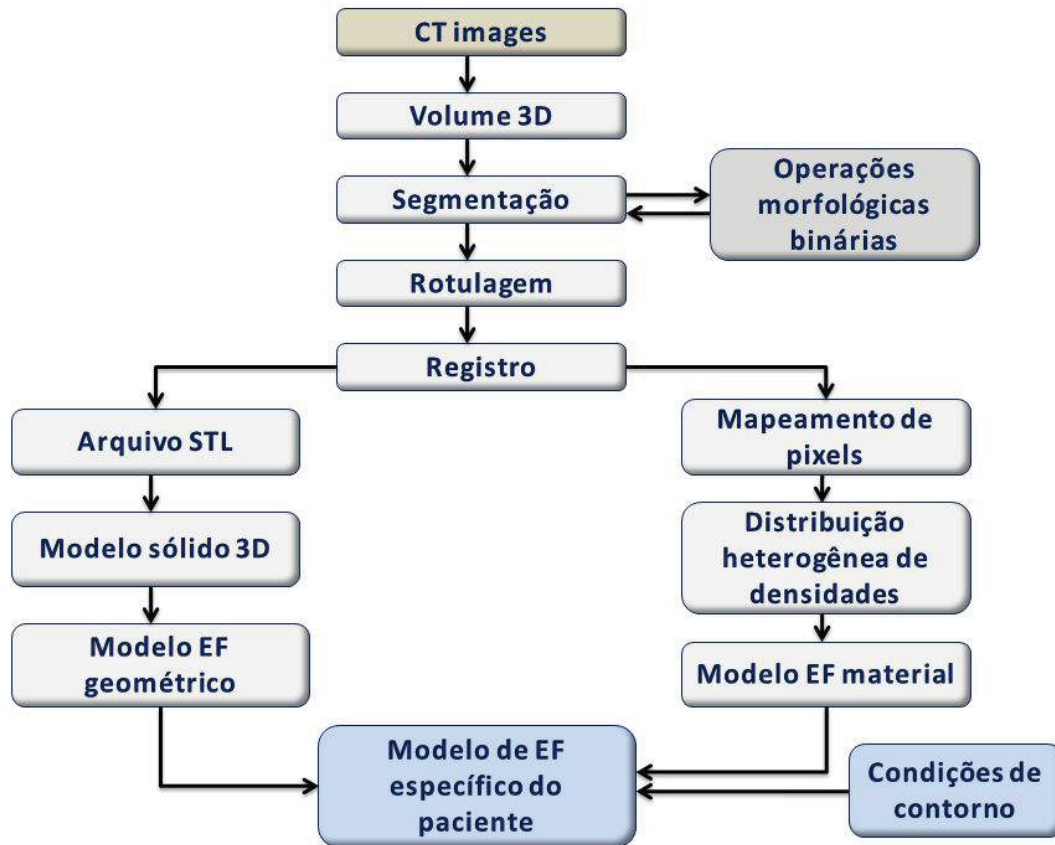 CT images
Volume 3D
Segmentação
Operações
morfológicas
binárias
Rotulagem
Registro
Arquivo STL
Mapeamento de
pixels
Modelo sólido 3D
Distribuição
heterogênea de
densidades
Modelo EF
geométrico
Modelo EF material
Modelo de EF
específico do
paciente
Condições de
contorno